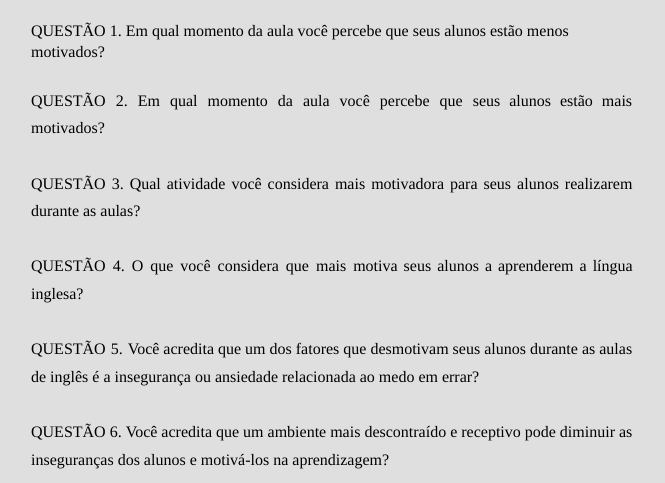 QUESTÃO 1. Em qual momento da aula você percebe que seus alunos estão menos
motivados?
QUESTÃO 2. Em qual momento da aula você percebe que seus alunos estão mais
motivados?
QUESTÃO 3. Qual atividade você considera mais motivadora para seus alunos realizarem
durante as aulas?
QUESTÃO 4. O que você considera que mais motiva seus alunos a aprenderem a língua
inglesa?
QUESTÃO 5. Você acredita que um dos fatores que desmotivam seus alunos durante as aulas
de inglês é a insegurança ou ansiedade relacionada ao medo em errar?
QUESTÃO 6. Você acredita que um ambiente mais descontraído e receptivo pode diminuir as
inseguranças dos alunos e motivá-los na aprendizagem?